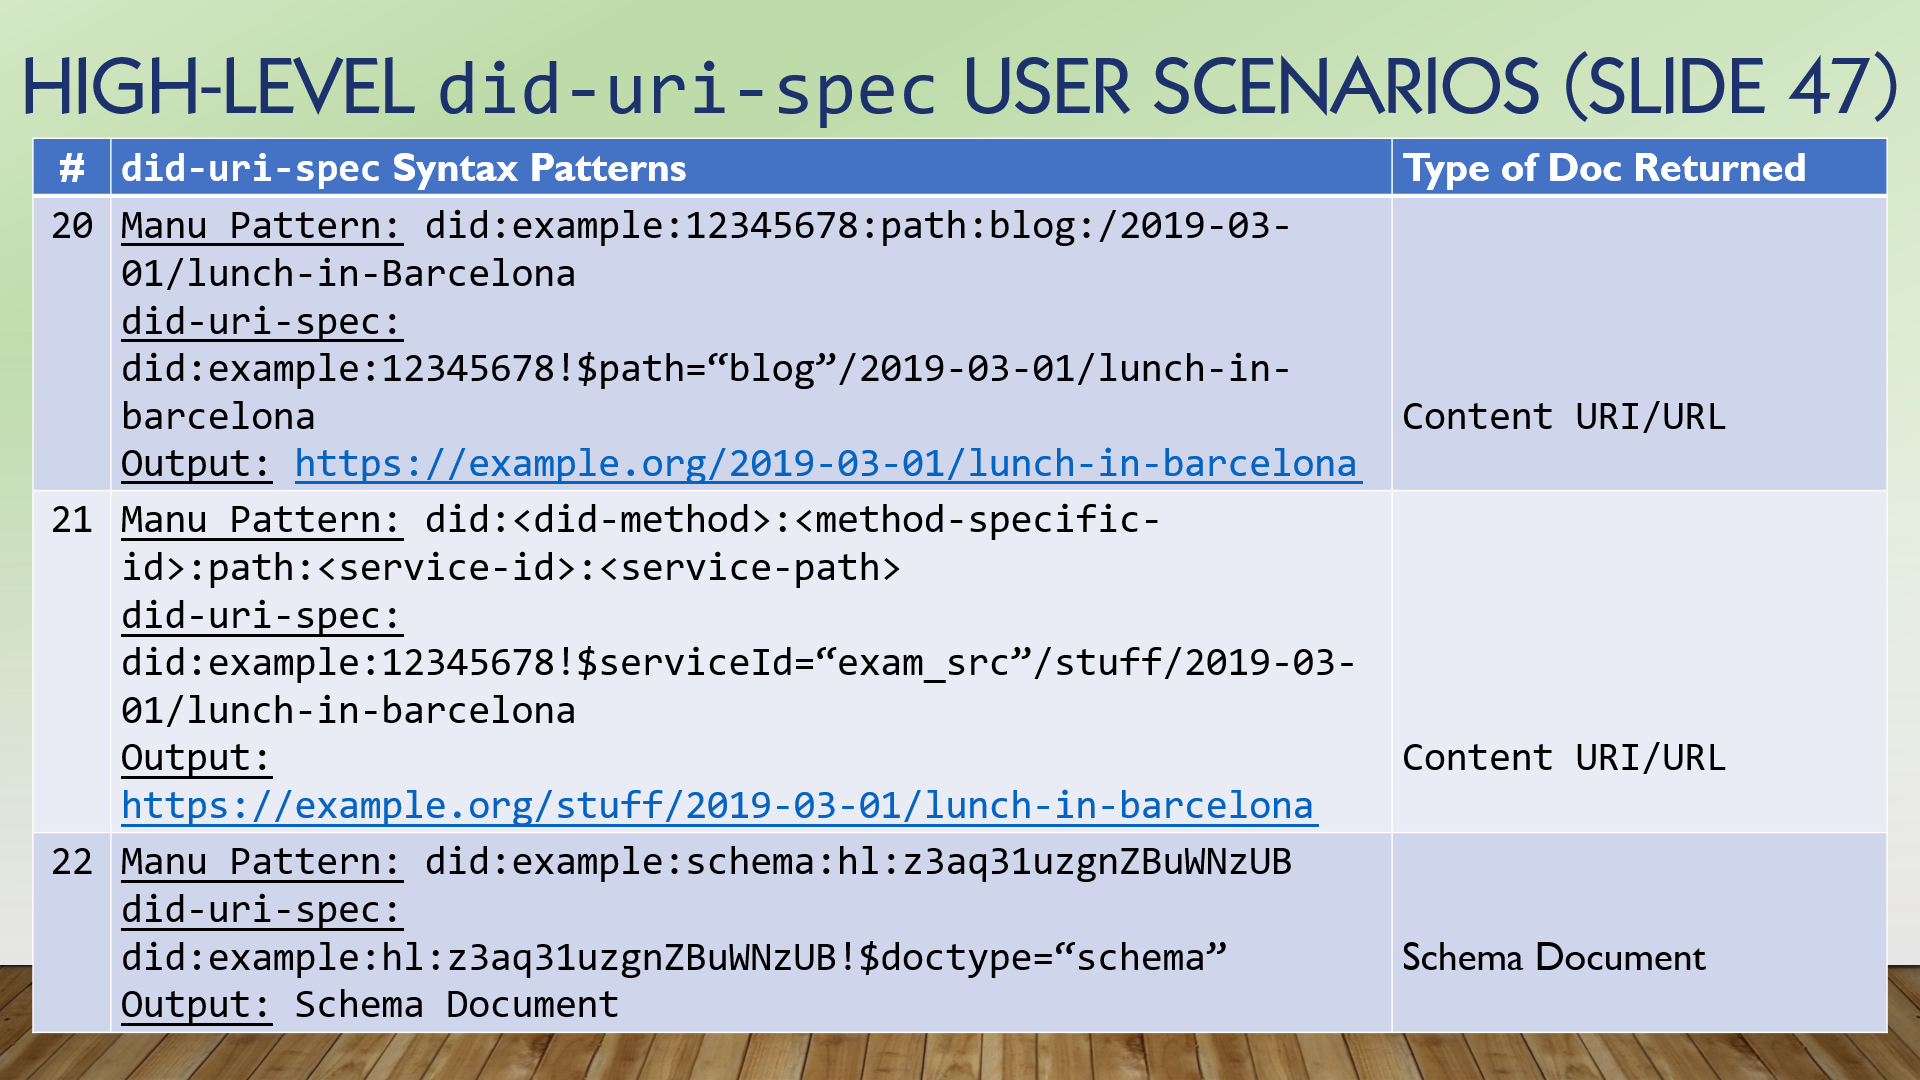 HIGH-LEVEL did-uri-spec USER SCENARIOS (SLIDE 47)
# did-uri-spec Syntax Patterns Type of Doc Returned
20 Manu Pattern: did:example:12345678:path:blog:/2019-03-
01/lunch-in-Barcelona
did-uri-spec:
did:example:12345678!$path=“blog”/2019-03-01/lunch-in-
barcelona
Content URI/URL
Output: https://example.org/2019-03-01/lunch-in-barcelona
21 Manu Pattern: did:<did-method>:<method-specific-
id>:path:<service-id>:<service-path>
did-uri-spec:
did:example:12345678!$serviceId=“exam_src”/stuff/2019-03-
01/lunch-in-barcelona
Output:
Content URI/URL
https://example.org/stuff/2019-03-01/lunch-in-barcelona
22 Manu Pattern: did:example:schema:hl:z3aq31uzgnZBuWNzUB
did-uri-spec:
did:example:hl:z3aq31uzgnZBuWNzUB!$doctype=“schema”
Schema Document
Output: Schema Document